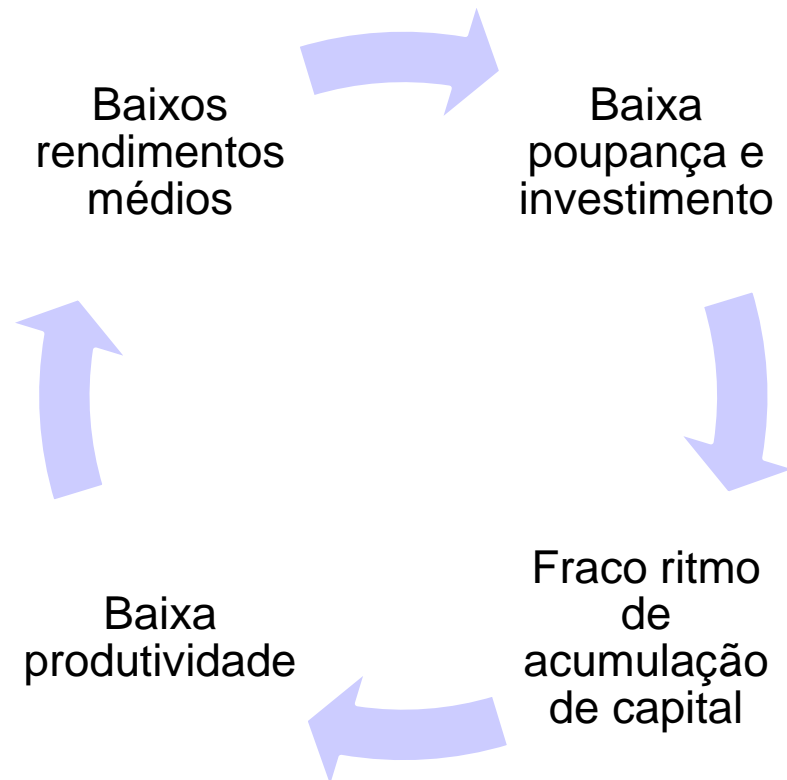 Baixos
rendimentos
médios
Baixa
poupança e
investimento
Fraco ritmo
de
acumulação
de capital
Baixa
produtividade